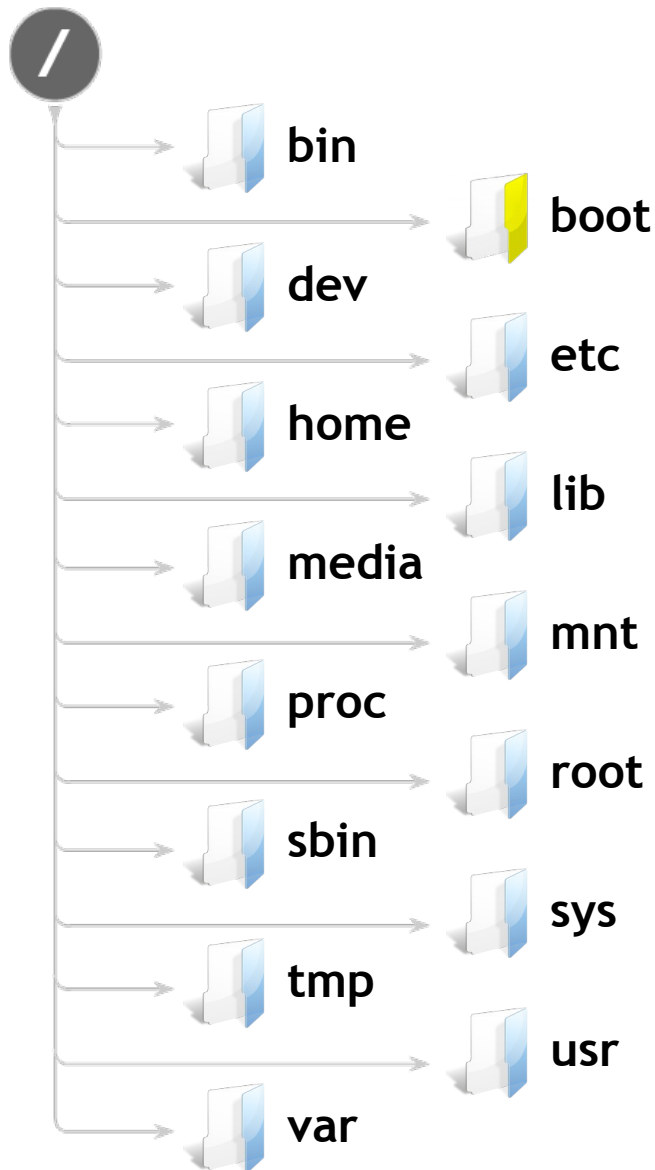 /
bin
boot
dev
etc
home
lib
media
mnt
proc
root
sbin
sys
tmp
usr
var